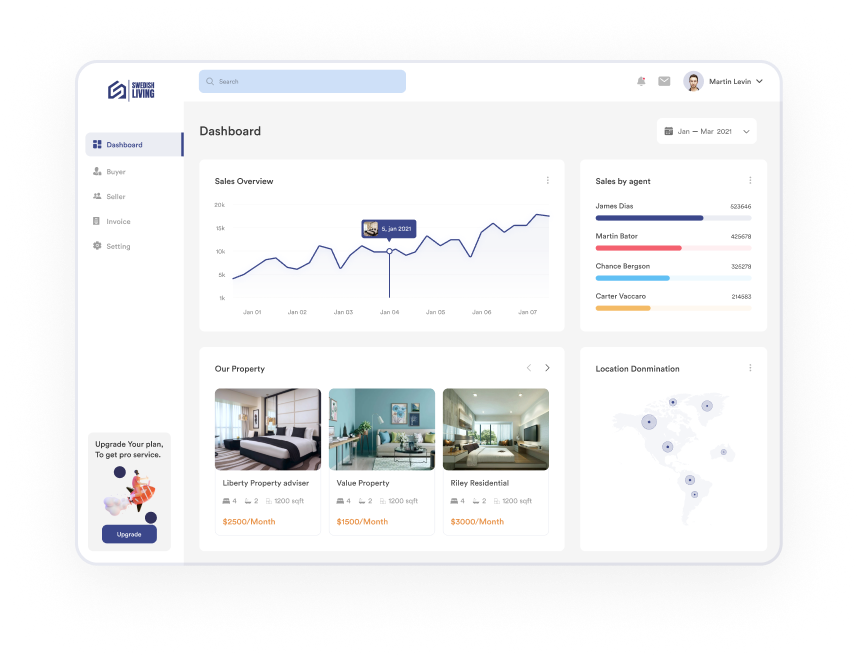 SWEDISH
LIVING
Search
Martin Levin
Dashboard
Buyer
Seller
Invoice
Setting
Upgrade Your plan,
To get pro service.
Upgrade
Dashboard
Jan — Mar 2021
Sales Overview
20k
15k
10k
5k
1k
5, jan 2021
Jan 01
Jan 02
Jan 03
Jan 04
Jan 05
Jan 06
Jan 07
Sales by agent
James Dias
523646
Martin Bator
425678
Chance Bergson
325278
Carter Vaccaro
214583
Our Property
Liberty Property adviser
4 2 1200 sqft
$2500/Month
Value Property
4 2 1200 sqft
$1500/Month
Riley Residential
4 2 1200 sqft
$3000/Month
Location Donmination